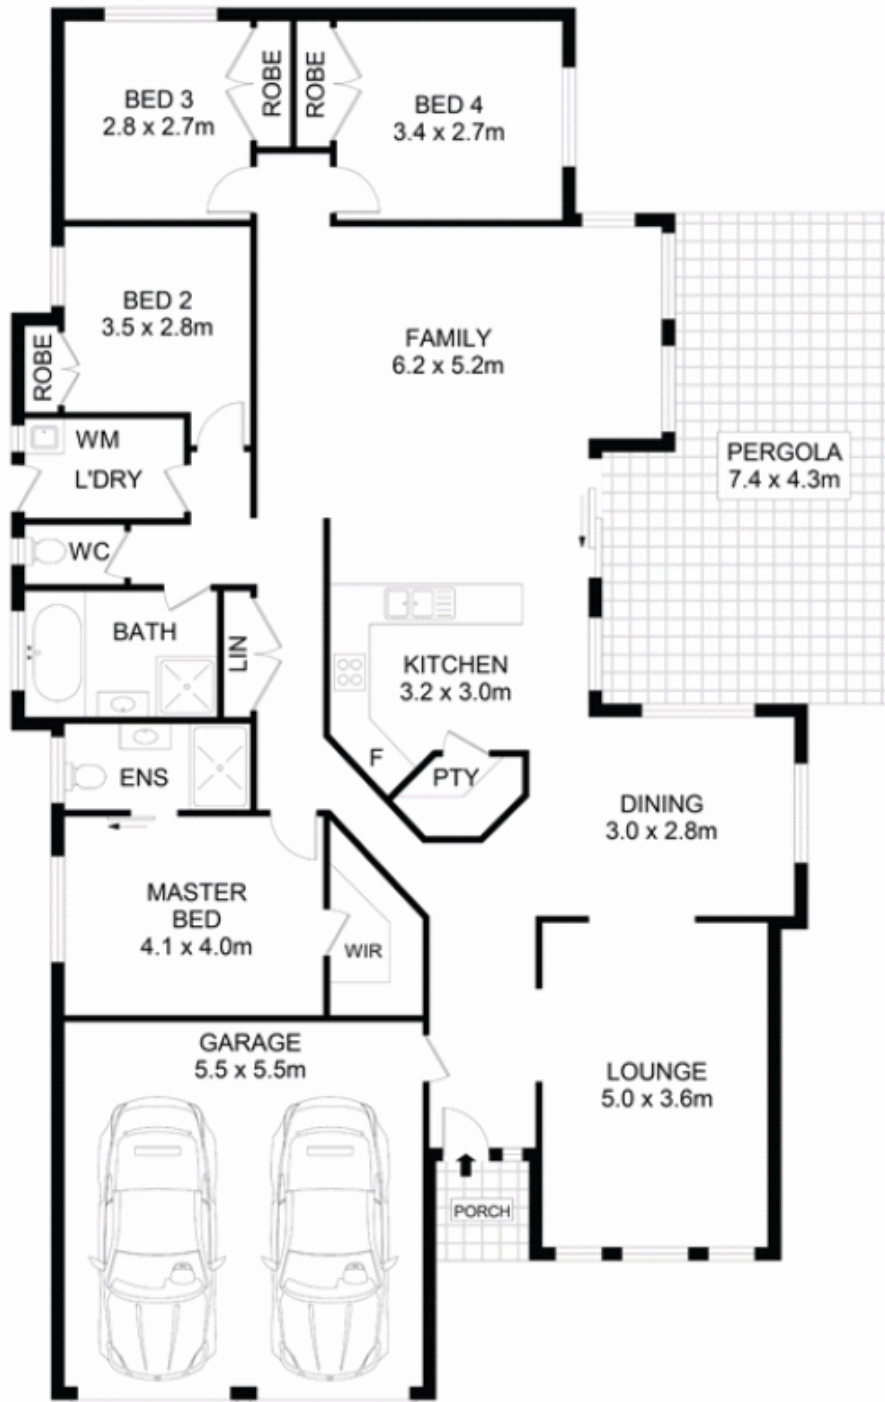 BED 3
2.8 x 2.7m
ROBE
ROBE
BED 4
3.4 x 2.7m
BED 2
3.5 x 2.8m
ROBE
FAMILY
6.2 x 5.2m
WM
L'DRY
PERGOLA
7.4 x 4.3m
WC
BATH
LIN
KITCHEN
3.2 x 3.0m
F
PTY
ENS
DINING
3.0 x 2.8m
MASTER
BED
4.1 x 4.0m
WIR
GARAGE
5.5 x 5.5m
LOUNGE
5.0 x 3.6m
PORCH